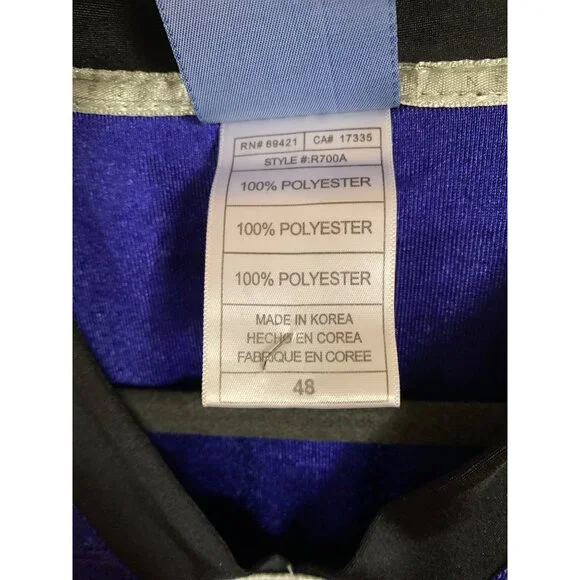 RN# 69421 CA# 17335
STYLE #:R700A
100% POLYESTER
100% POLYESTER
100% POLYESTER
MADE IN KOREA
HECHO EN COREA
FABRIQUE EN COREE
48